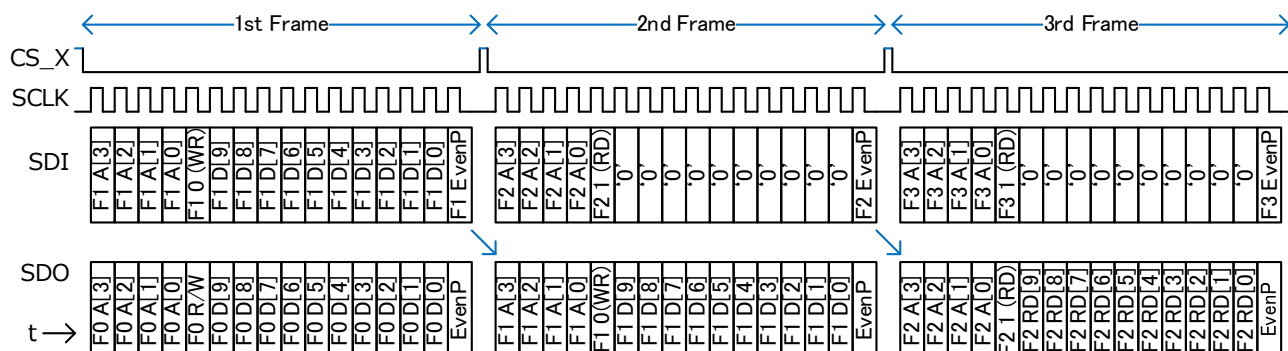 1st Frame 2nd Frame 3rd Frame
CS_X
SCLK
SDI F1 A[3] F1 A[2] F1 A[1] F1 A[0] F1 0 (WR) F1 D[9] F1 D[8] F1 D[7] F1 D[6] F1 D[5] F1 D[4] F1 D[3] F1 D[2] F1 D[1] F1 D[0] F1 EvenP F2 A[3] F2 A[2] F2 A[1] F2 A[0] F2 1 (RD) '0' '0' '0' '0' '0' '0' '0' '0' '0' '0' F2 EvenP F3 A[3] F3 A[2] F3 A[1] F3 A[0] F3 1 (RD) '0' '0' '0' '0' '0' '0' '0' '0' '0' '0' F3 EvenP
SDO F0 A[3] F0 A[2] F0 A[1] F0 A[0] F0 R/W F0 D[9] F0 D[8] F0 D[7] F0 D[6] F0 D[5] F0 D[4] F0 D[3] F0 D[2] F0 D[1] F0 D[0] EvenP F1 A[3] F1 A[2] F1 A[1] F1 A[0] F1 0(WR) F1 D[9] F1 D[8] F1 D[7] F1 D[6] F1 D[5] F1 D[4] F1 D[3] F1 D[2] F1 D[1] F1 D[0] EvenP F2 A[3] F2 A[2] F2 A[1] F2 A[0] F2 1 (RD) F2 RD[9] F2 RD[8] F2 RD[7] F2 RD[6] F2 RD[5] F2 RD[4] F2 RD[3] F2 RD[2] F2 RD[1] F2 RD[0] EvenP
t →